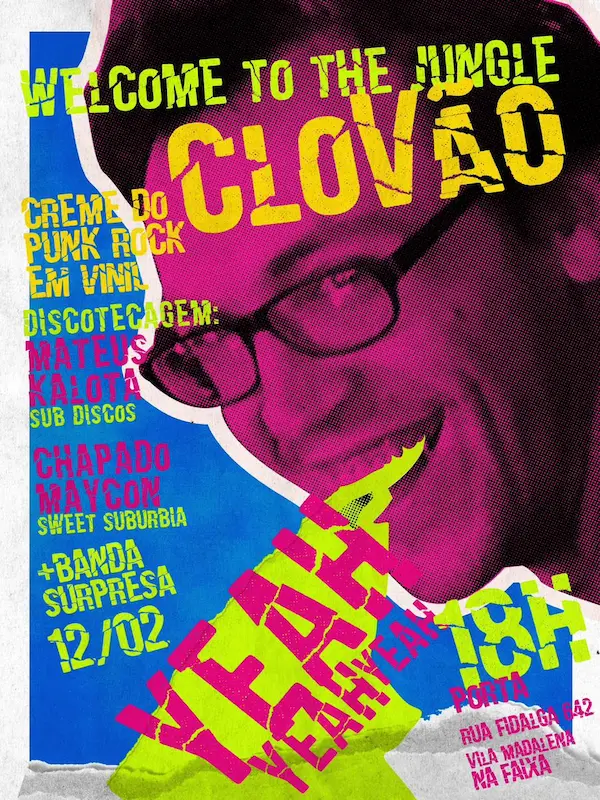 WELCOME TO THE JUNGLE
CLOVÃO
CREME DO
PUNK ROCK
EM VINIL
DISCOTECAGEM:
MATEUS
KALOTA
SUB DISCOS
CHAPADO
MAYCON
SWEET SUBURBIA
+BANDA
SURPRESA
12/02
YEAH
YEAH
YEAH
18H
PORTA
RUA FIDALGA 642
VILA MADALENA
NA FAIXA